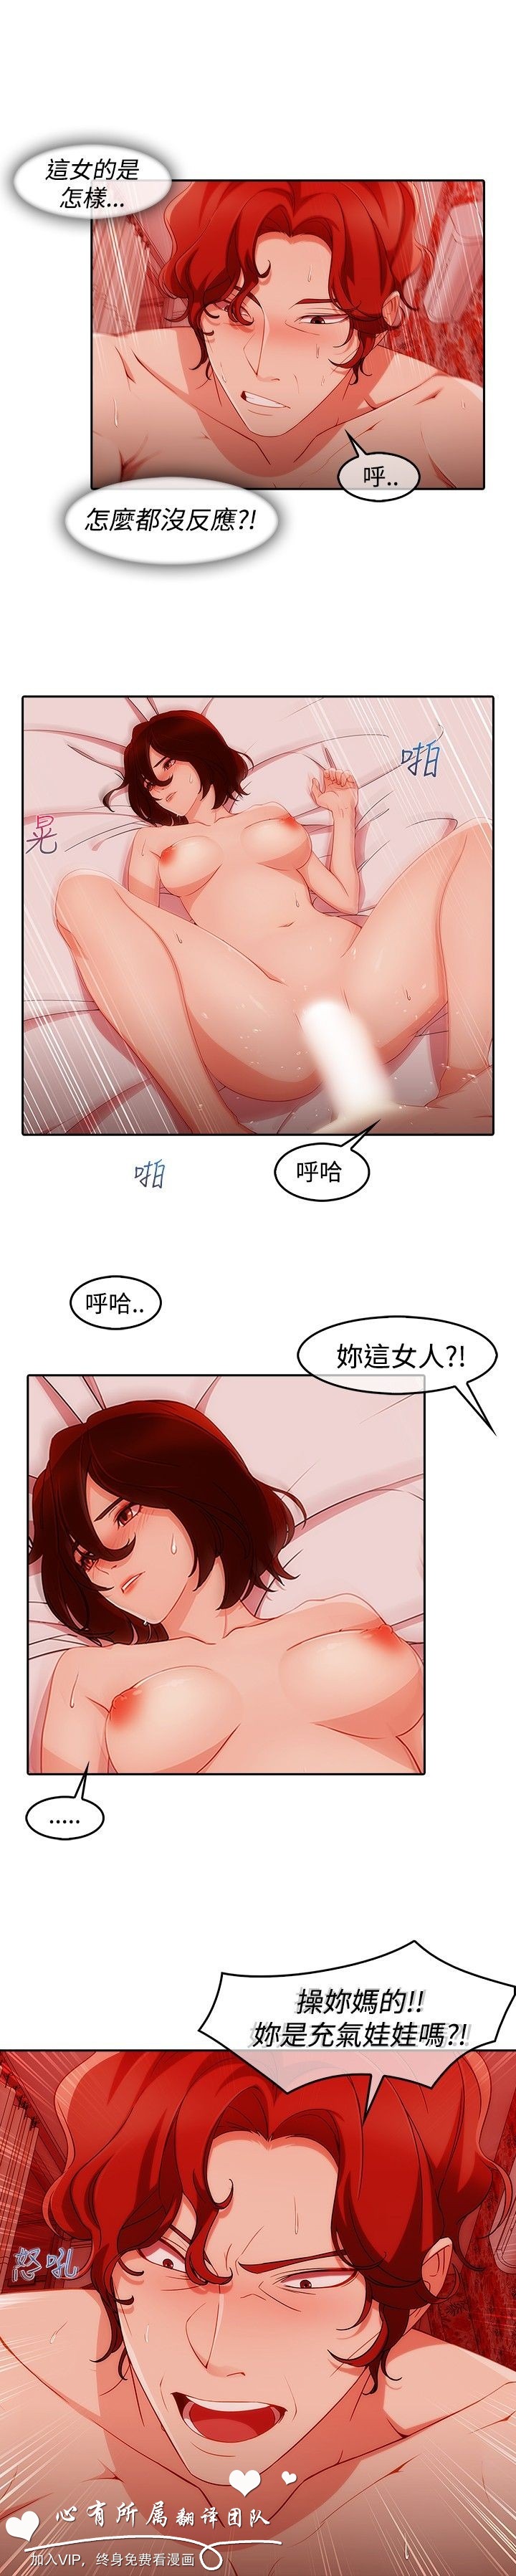 這女的是
怎樣...
呼..
怎麼都沒反應?!
啪
晃
啪
呼哈
呼哈..
妳這女人?!
.....
操妳媽的!!
妳是充氣娃娃嗎?!
怒吼
心有所属翻译团队
加入VIP，终身免费看漫画